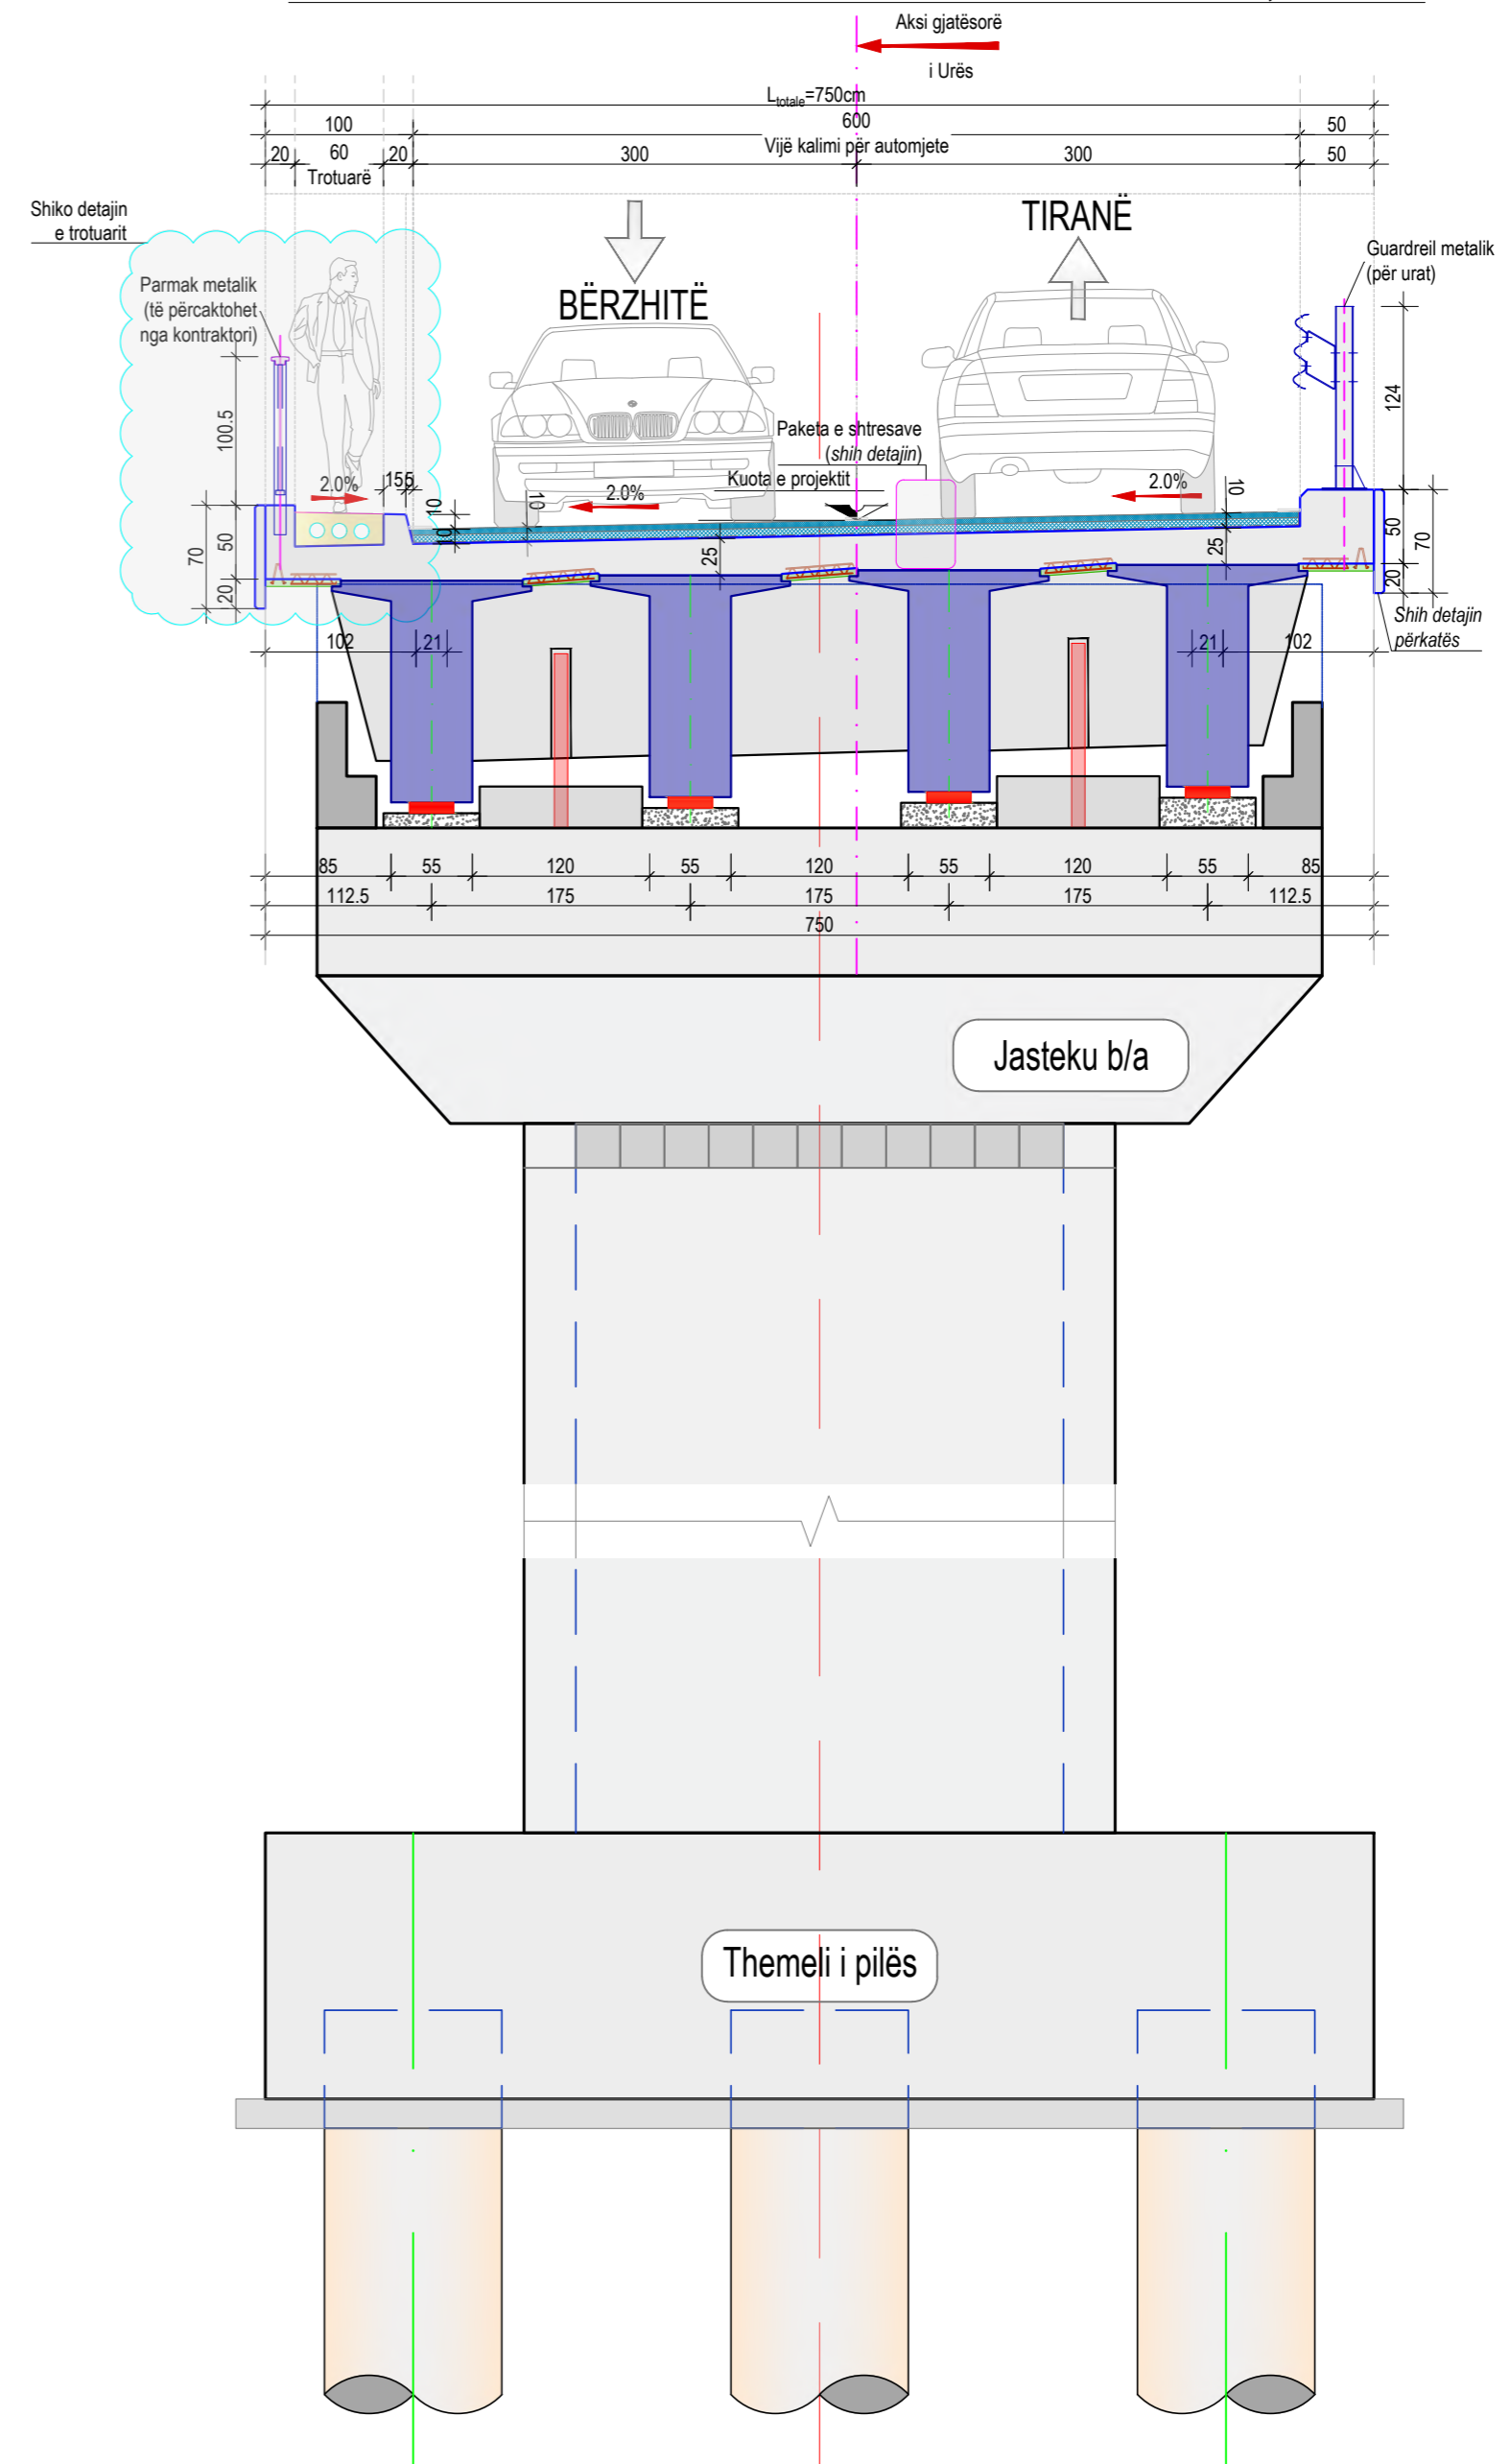 Aksi gjatësorë
i Urës
Ltotale=750cm
100
600
50
Vijë kalimi për automjete
20
60
20
300
300
50
Trotuarë
Shiko detajin
e trotuarit
TIRANË
BËRZHITË
Guardreil metalik
(për urat)
Parmak metalik
(të përcaktohet
nga kontraktori)
124
100.5
Paketa e shtresave
(shih detajin)
Kuota e projektit
2.0%
15
5
2.0%
2.0%
10
10
10
10
70
50
20
25
25
50
70
20
Shih detajin
përkatës
102
21
21
102
85
55
120
55
120
55
120
55
85
112.5
175
175
175
112.5
750
Jasteku b/a
Themeli i pilës